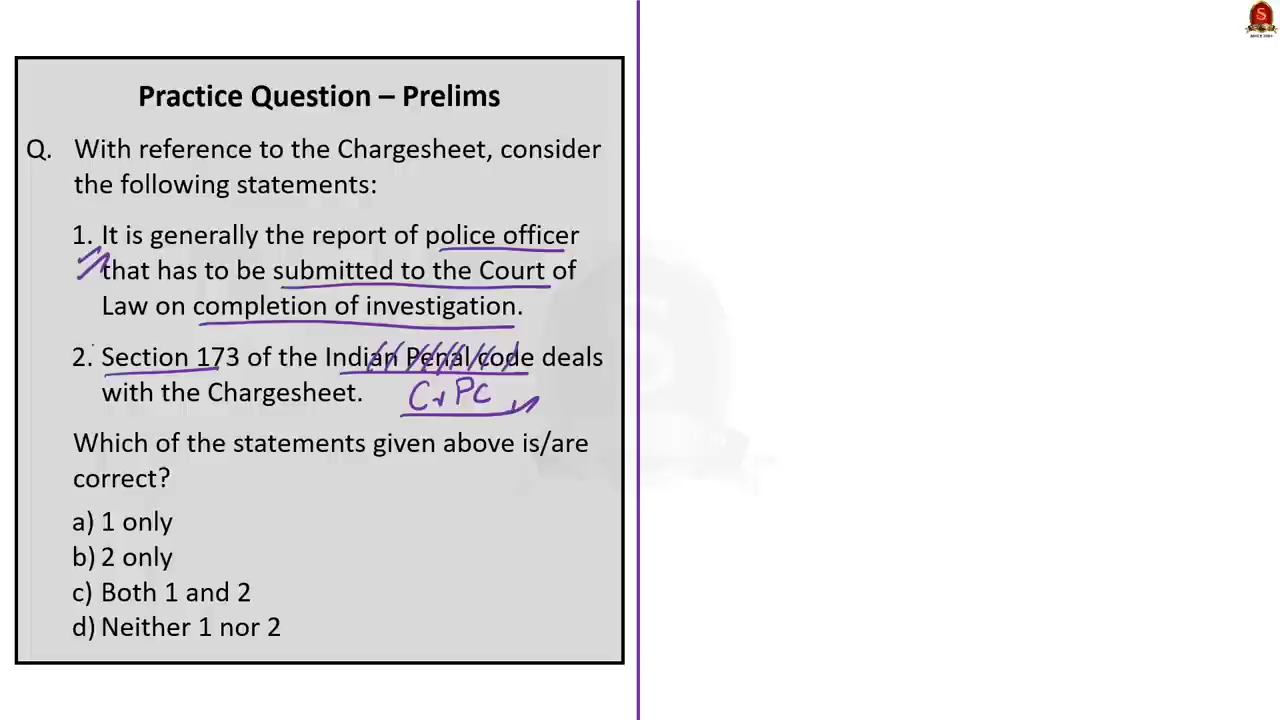 Practice Question – Prelims
Q. With reference to the Chargesheet, consider
the following statements:
1. It is generally the report of police officer
that has to be submitted to the Court of
Law on completion of investigation.
2. Section 173 of the Indian Penal code deals
with the Chargesheet. CrPC
Which of the statements given above is/are
correct?
a) 1 only
b) 2 only
c) Both 1 and 2
d) Neither 1 nor 2
S